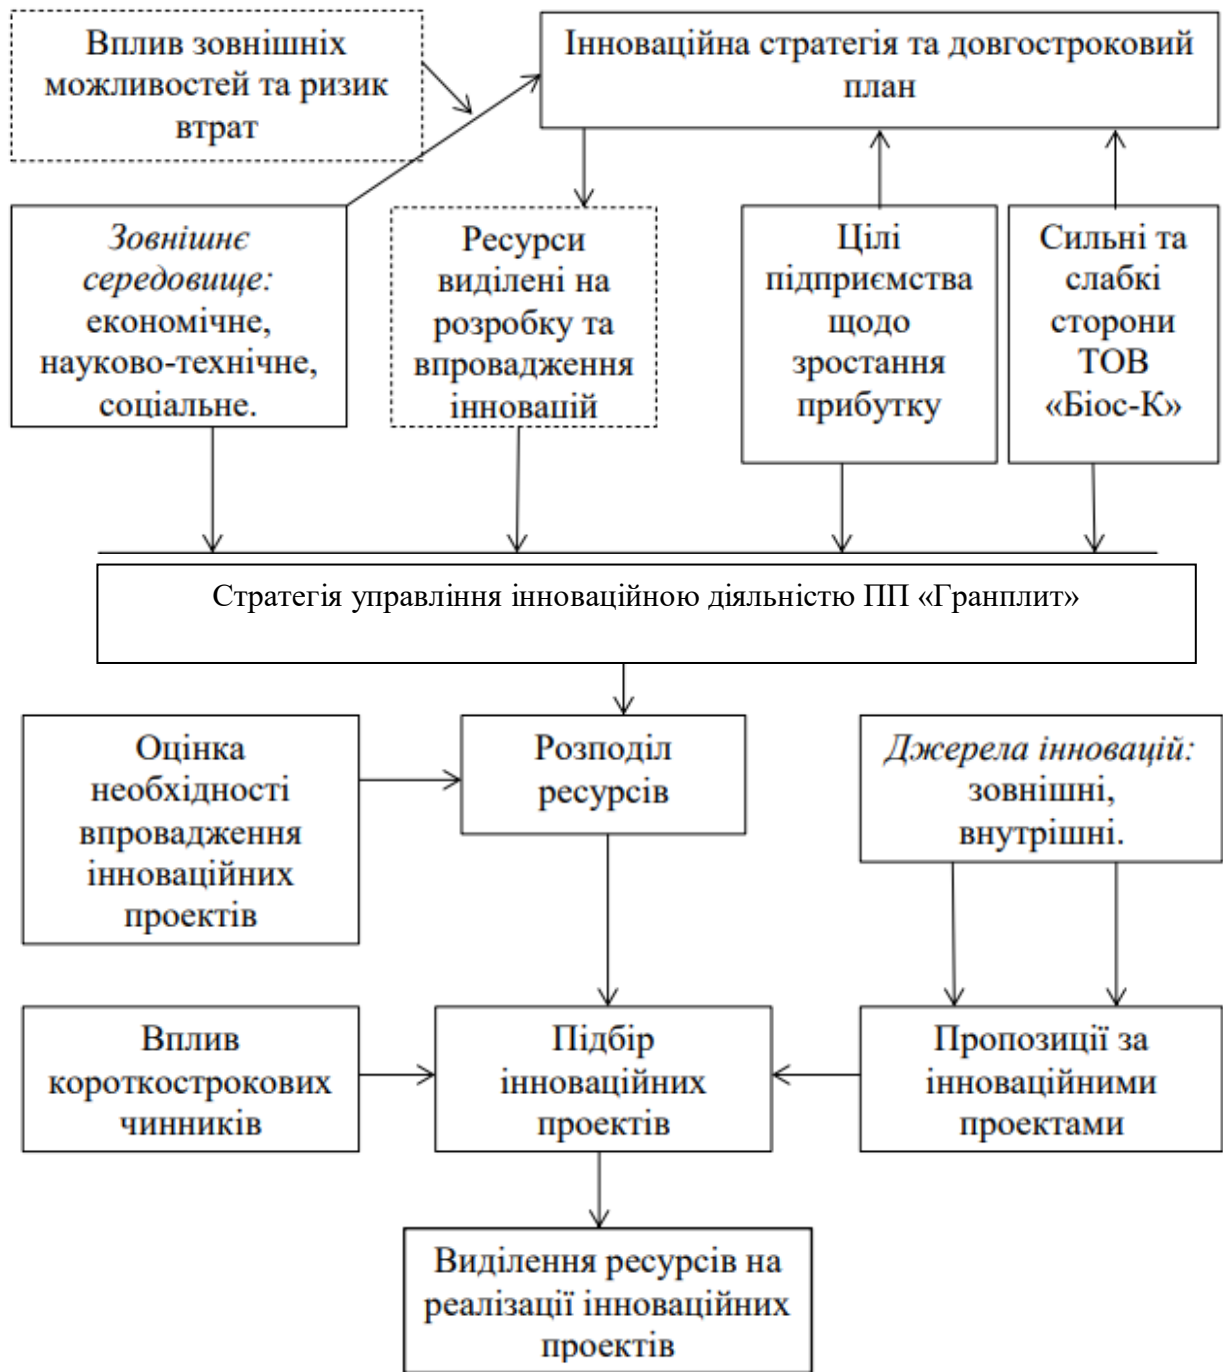 Вплив зовнішніх
можливостей та ризик
втрат
Інноваційна стратегія та довгостроковий
план
Зовнішнє
середовище:
економічне,
науково-технічне,
соціальне.
Ресурси
виділені на
розробку та
впровадження
інновацій
Цілі
підприємства
щодо
зростання
прибутку
Сильні та
слабкі
сторони
ТОВ
«Біос-К»
Стратегія управління інноваційною діяльністю ПП «Гранплит»
Оцінка
необхідності
впровадження
інноваційних
проектів
Розподіл
ресурсів
Джерела інновацій:
зовнішні,
внутрішні.
Вплив
короткострокових
чинників
Підбір
інноваційних
проектів
Пропозиції за
інноваційними
проектами
Виділення ресурсів на
реалізації інноваційних
проектів